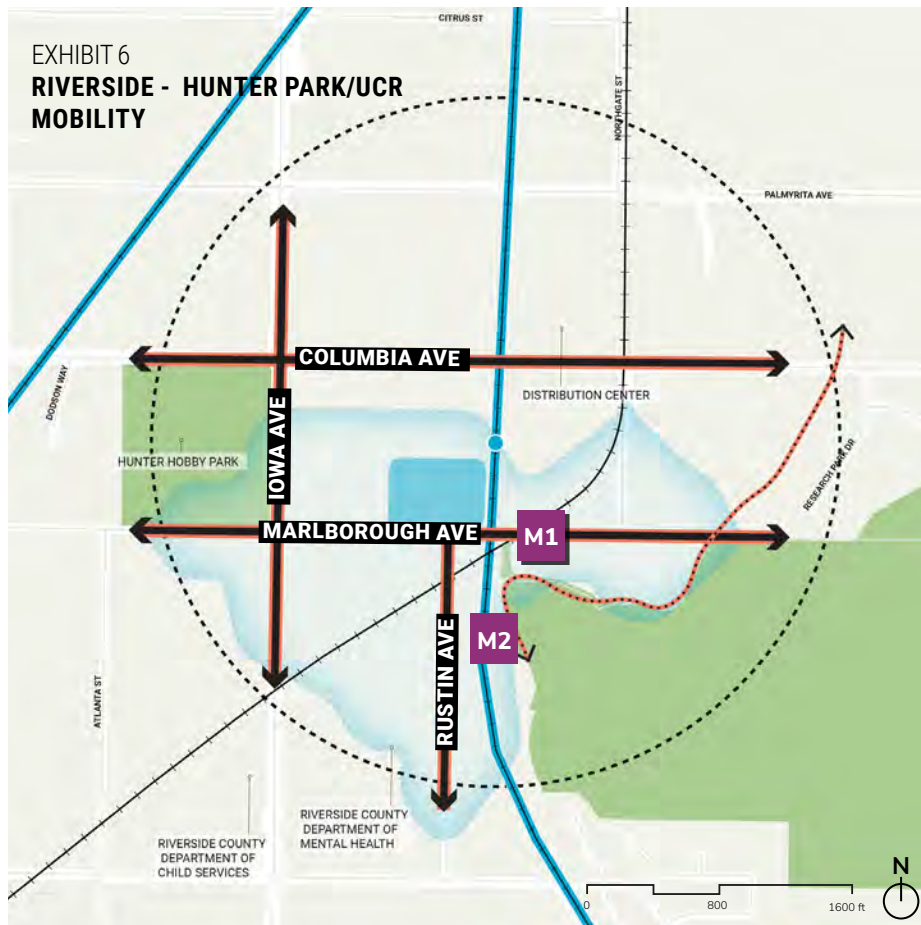 CITRUS ST
EXHIBIT 6
RIVERSIDE - HUNTER PARK/UCR
MOBILITY
NORTHGATE ST
PALMYRITA AVE
COLUMBIA AVE
DODSON WAY
DISTRIBUTION CENTER
IOWA AVE
HUNTER HOBBY PARK
RESEARCH PARK DR
MARLBOROUGH AVE
M1
M2
RUSTIN AVE
ATLANTA ST
RIVERSIDE COUNTY
DEPARTMENT OF
MENTAL HEALTH
RIVERSIDE COUNTY
DEPARTMENT OF
CHILD SERVICES
N
0
800
1600 ft